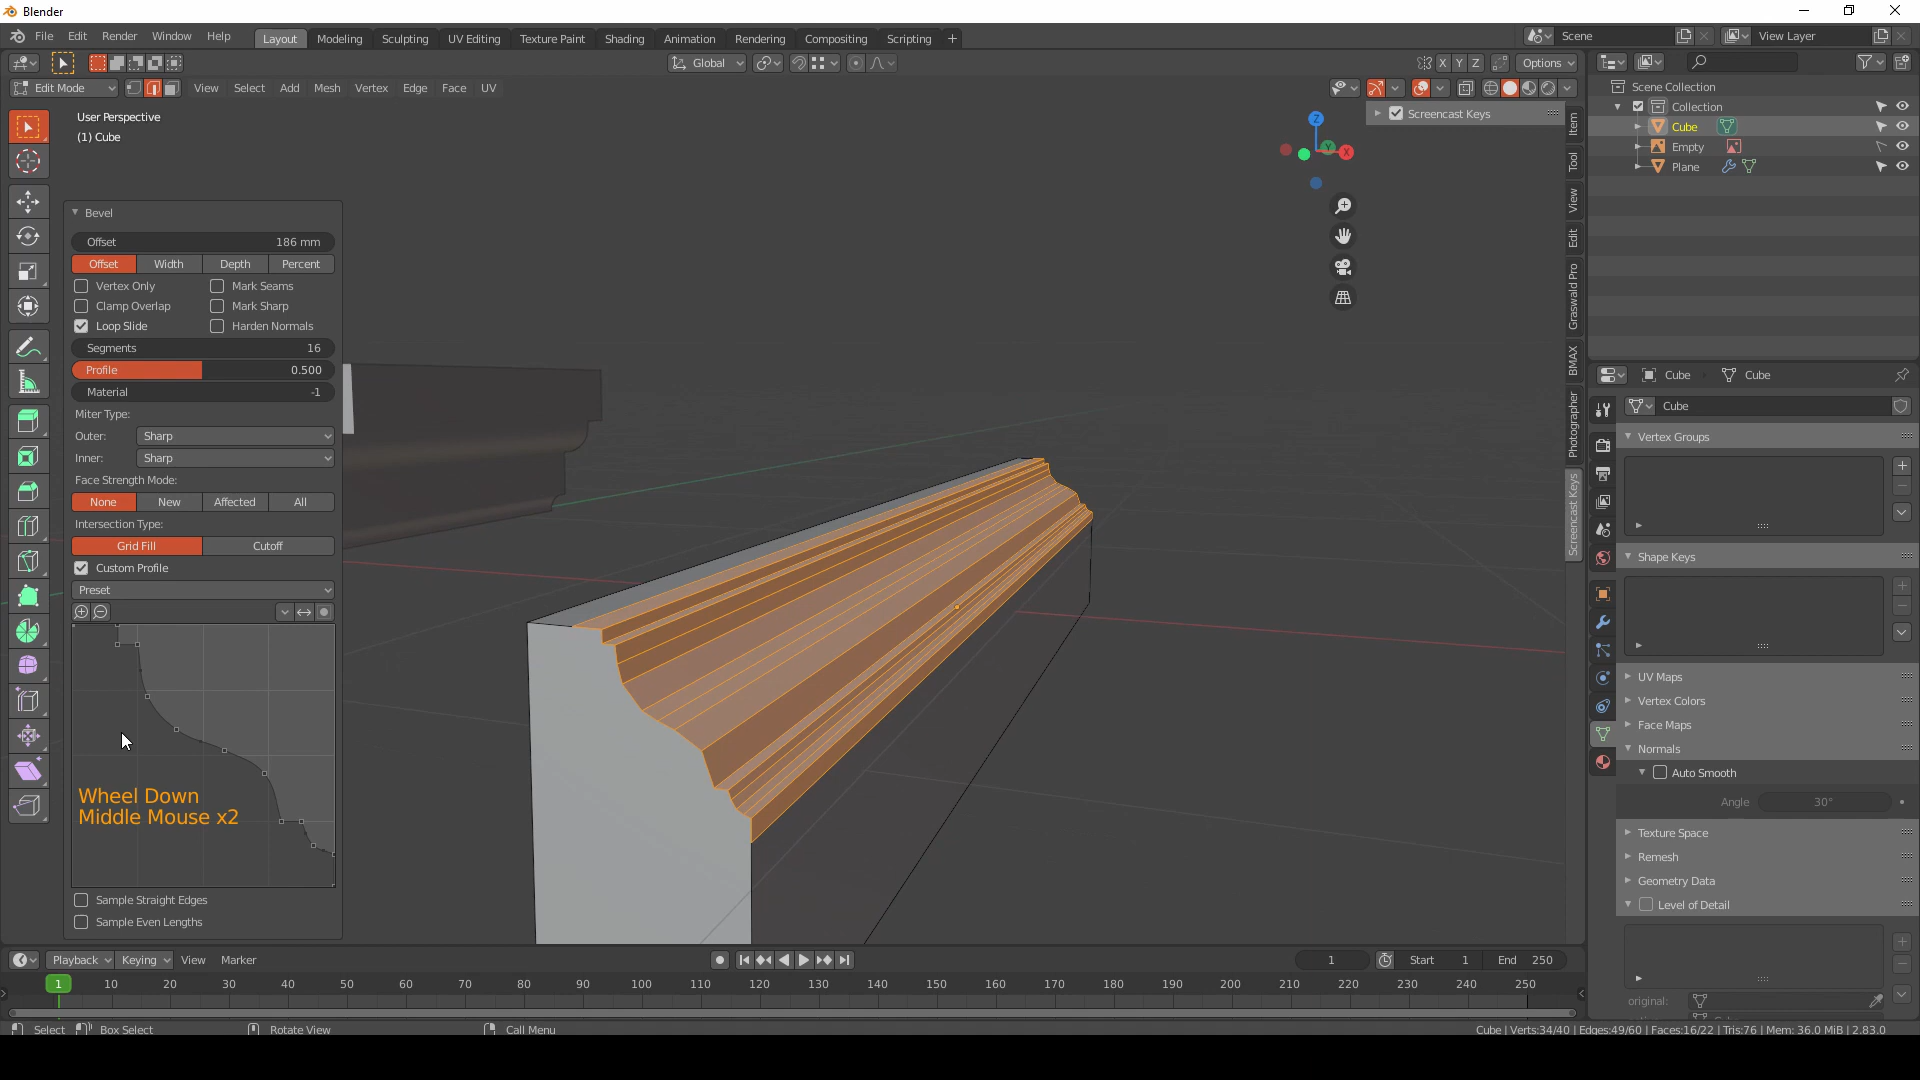 Blender
File Edit Render Window Help Layout Modeling Sculpting UV Editing Texture Paint Shading Animation Rendering Compositing Scripting + Scene View Layer
Global X Y Z Options
Edit Mode View Select Add Mesh Vertex Edge Face UV
User Perspective
(1) Cube
Screencast Keys
Z
Y
X
Item
Tool
View
Edit
Graswald Pro
BMAX
Photographer
Screencast Keys
Scene Collection
Collection
Cube
Empty
Plane
Bevel
Offset 186 mm
Offset Width Depth Percent
Vertex Only Mark Seams
Clamp Overlap Mark Sharp
Loop Slide Harden Normals
Segments 16
Profile 0.500
Material -1
Miter Type:
Outer: Sharp
Inner: Sharp
Face Strength Mode:
None New Affected All
Intersection Type:
Grid Fill Cutoff
Custom Profile
Preset
Wheel Down
Middle Mouse x2
Sample Straight Edges
Sample Even Lengths
Cube Cube
Cube
Vertex Groups
Shape Keys
UV Maps
Vertex Colors
Face Maps
Normals
Auto Smooth
Angle 30°
Texture Space
Remesh
Geometry Data
Level of Detail
original:
Playback Keying View Marker 1 Start 1 End 250
1 10 20 30 40 50 60 70 80 90 100 110 120 130 140 150 160 170 180 190 200 210 220 230 240 250
Select Box Select Rotate View Call Menu Cube | Verts:34/40 | Edges:49/60 | Faces:16/22 | Tris:76 | Mem: 36.0 MiB | 2.83.0